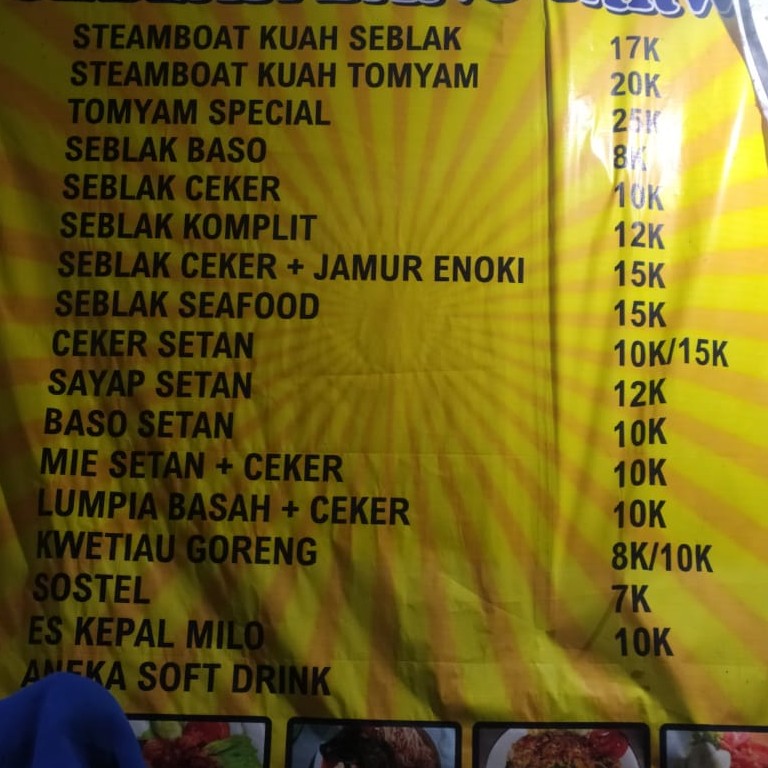 STEAMBOAT KUAH SEBLAK 17K
STEAMBOAT KUAH TOMYAM 20K
TOMYAM SPECIAL 25K
SEBLAK BASO 8K
SEBLAK CEKER 10K
SEBLAK KOMPLIT 12K
SEBLAK CEKER + JAMUR ENOKI 15K
SEBLAK SEAFOOD 15K
CEKER SETAN 10K/15K
SAYAP SETAN 12K
BASO SETAN 10K
MIE SETAN + CEKER 10K
LUMPIA BASAH + CEKER 10K
KWETIAU GORENG 8K/10K
SOSTEL 7K
ES KEPAL MILO 10K
ANEKA SOFT DRINK